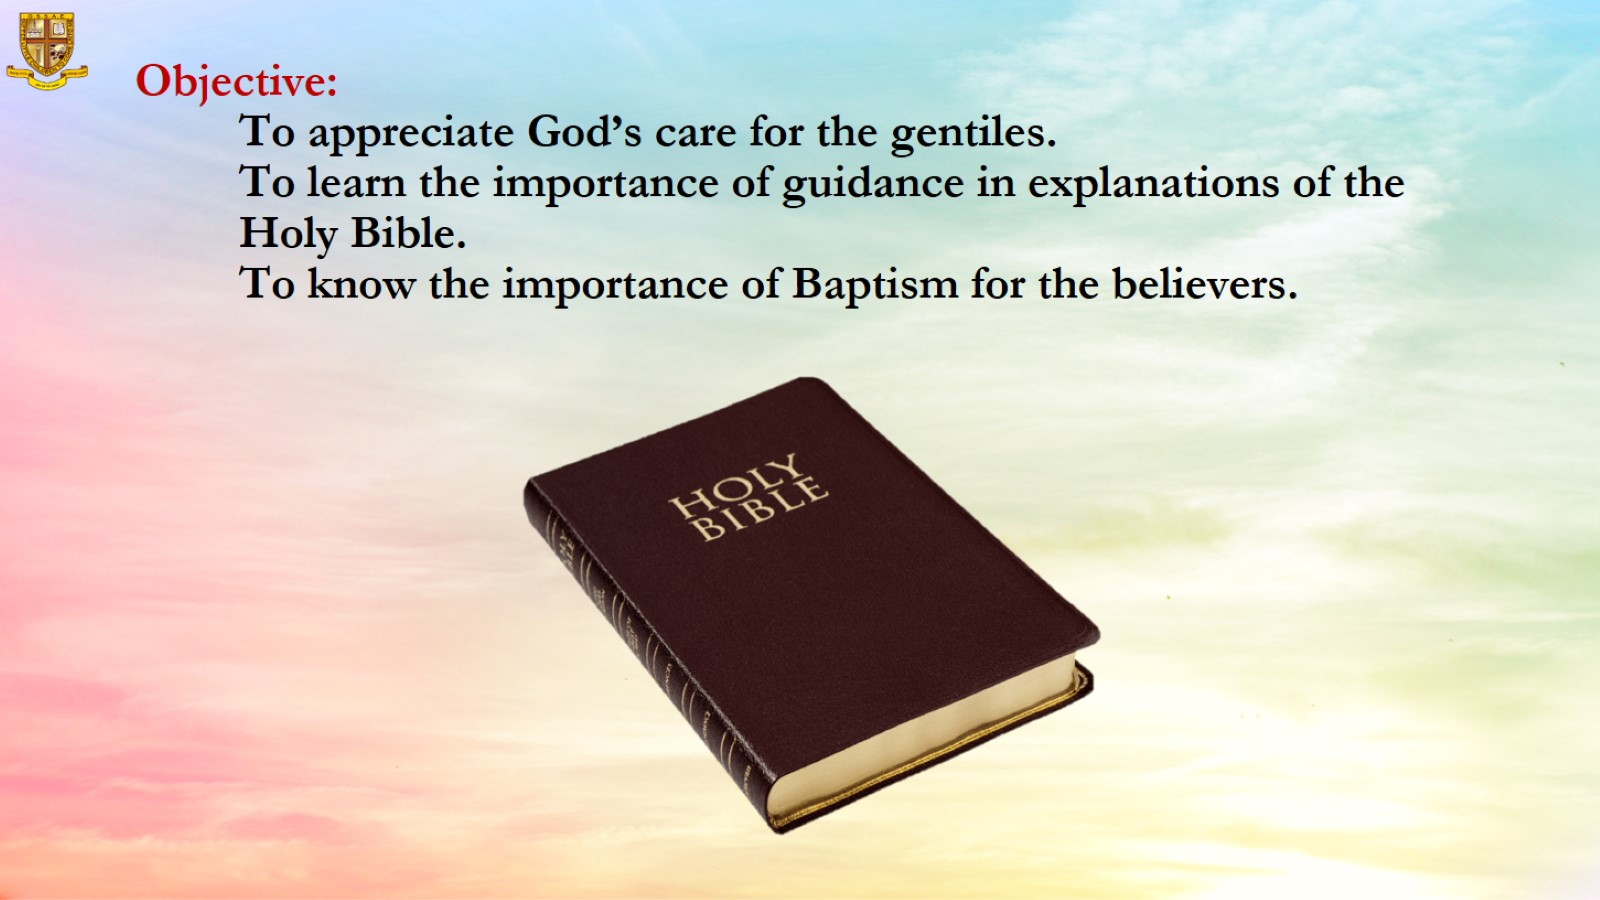 Objective:
To appreciate God’s care for the gentiles.
To learn the importance of guidance in explanations of the
Holy Bible.
To know the importance of Baptism for the believers.
HOLY
BIBLE